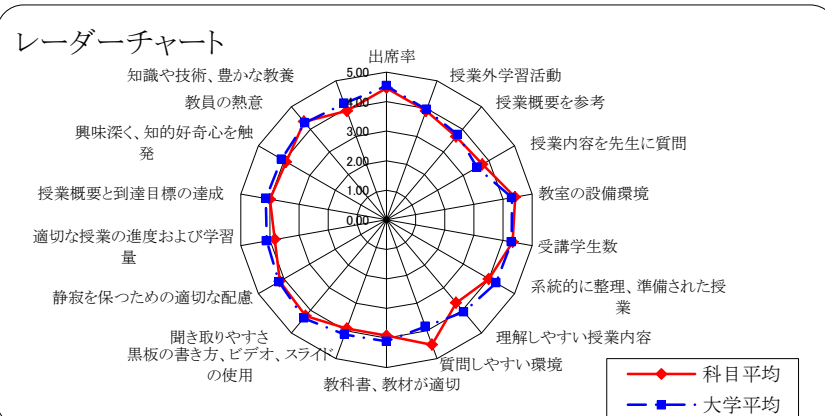 レーダーチャート
出席率
授業外学習活動
授業概要を参考
授業内容を先生に質問
教室の設備環境
受講学生数
系統的に整理、準備された授
業
理解しやすい授業内容
質問しやすい環境
教科書、教材が適切
黒板の書き方、ビデオ、スライド
の使用
聞き取りやすさ
静寂を保つための適切な配慮
適切な授業の進度および学習
量
授業概要と到達目標の達成
興味深く、知的好奇心を触
発
教員の熱意
知識や技術、豊かな教養
5.00
4.00
3.00
2.00
1.00
0.00
科目平均
大学平均